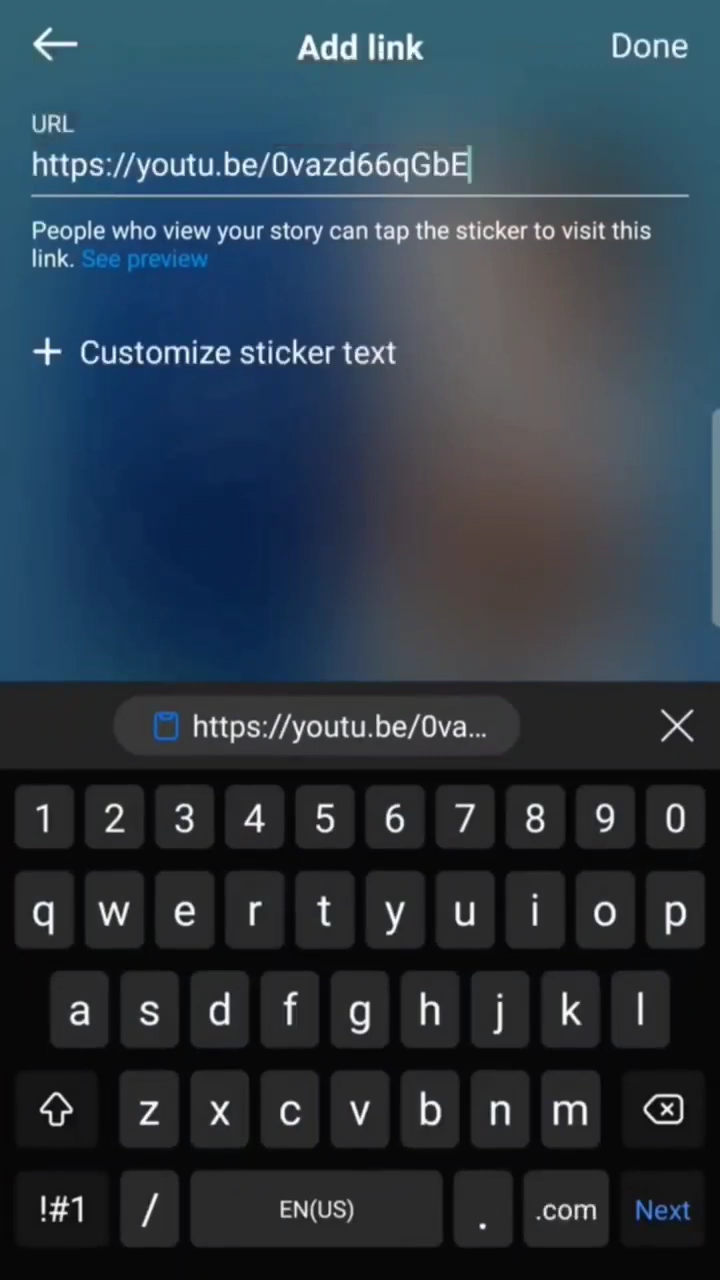 Add link
Done
URL
https://youtu.be/0vazd66qGbE
People who view your story can tap the sticker to visit this
link. See preview
+ Customize sticker text
https://youtu.be/0va...
1 2 3 4 5 6 7 8 9 0
q w e r t y u i o p
a s d f g h j k l
z x c v b n m
!#1 / EN(US) . .com Next